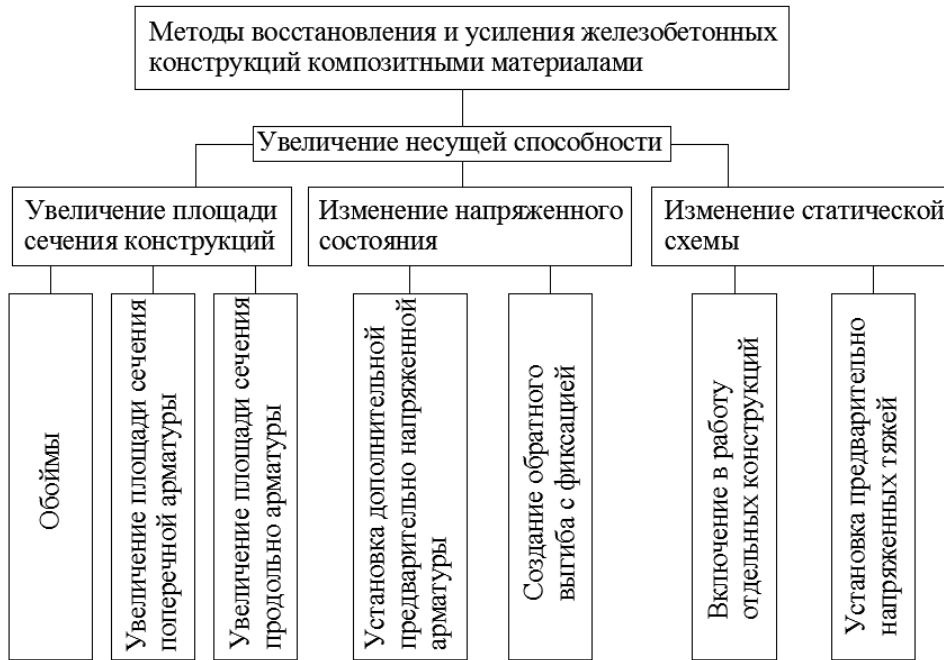 Методы восстановления и усиления железобетонных
конструкций композитными материалами
Увеличение несущей способности
Увеличение площади
сечения конструкций
Изменение напряженного
состояния
Изменение статической
схемы
Обоймы
Увеличение площади сечения
поперечной арматуры
Увеличение площади сечения
продольно арматуры
Установка дополнительной
предварительно напряженной
арматуры
Создание обратного
выгиба с фиксацией
Включение в работу
отдельных конструкций
Установка предварительно
напряженных тяжей